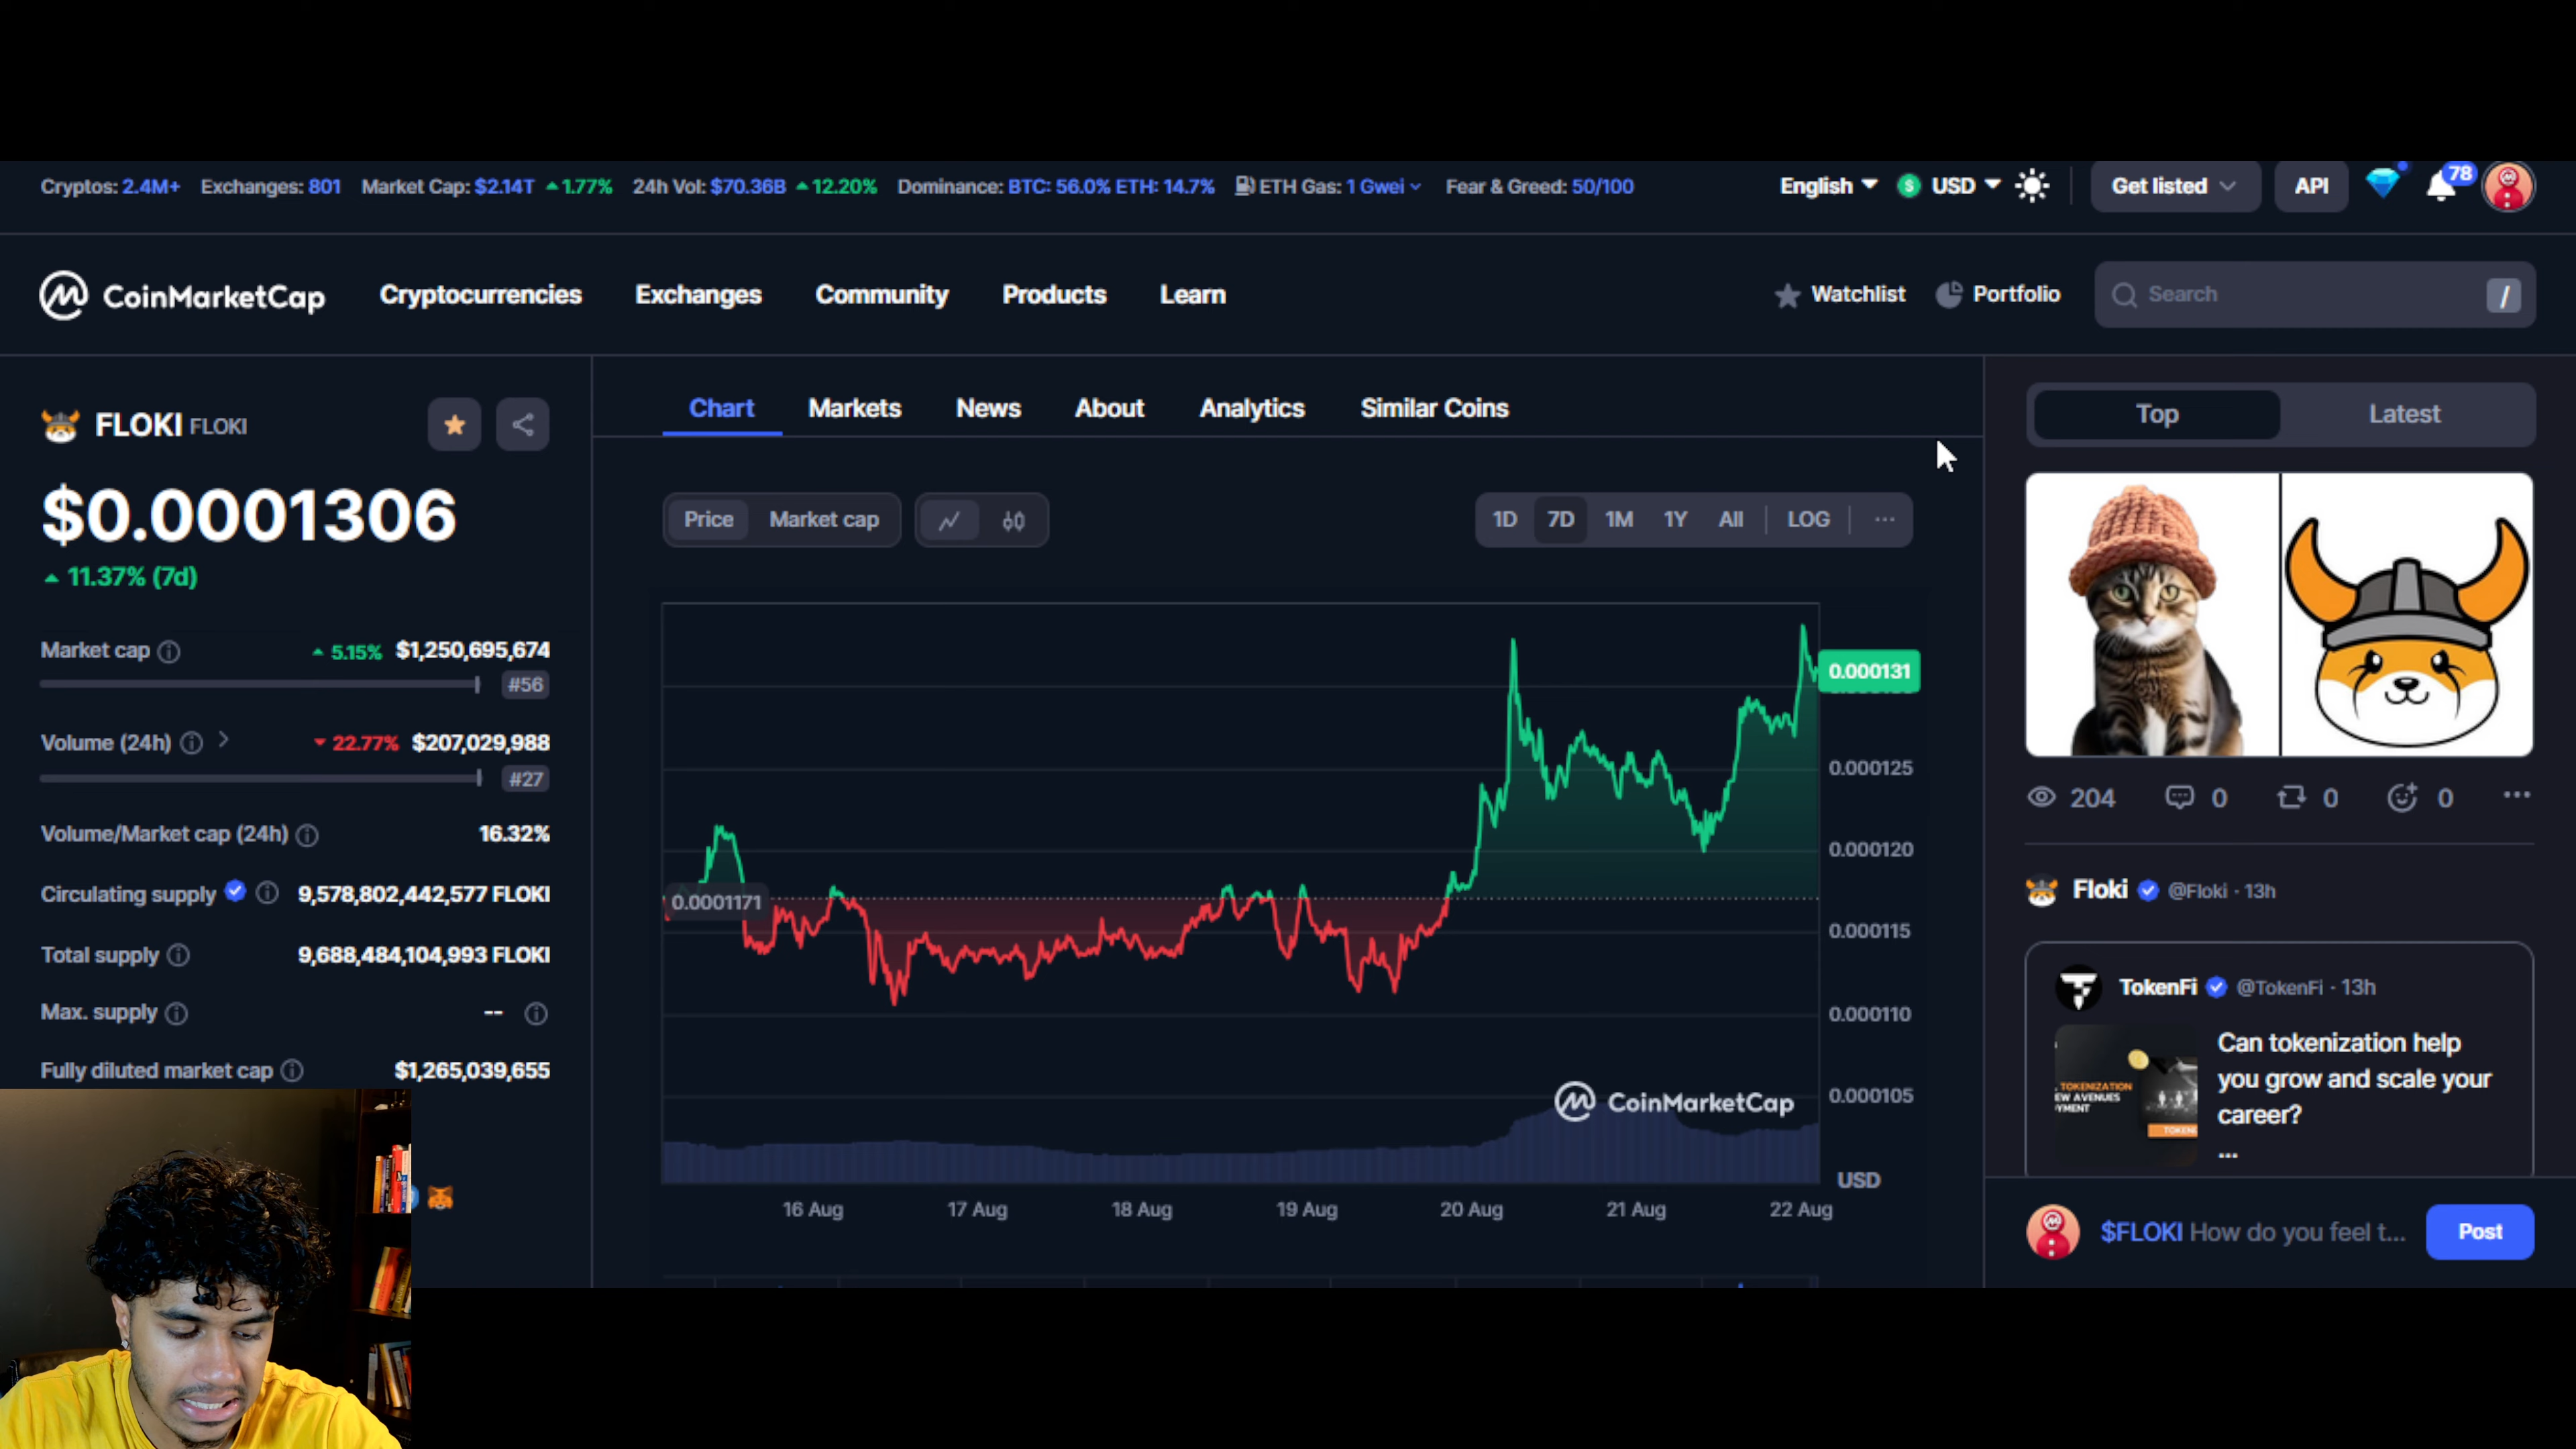 Cryptos: 2.4M+ Exchanges: 801 Market Cap: $2.14T 1.77% 24h Vol: $70.36B 12.20% Dominance: BTC: 56.0% ETH: 14.7% ETH Gas: 1 Gwei Fear & Greed: 50/100 English USD Get listed API 78
CoinMarketCap Cryptocurrencies Exchanges Community Products Learn Watchlist Portfolio Search /
FLOKI FLOKI
$0.0001306
11.37% (7d)
Market cap 5.15% $1,250,695,674
#56
Volume (24h) 22.77% $207,029,988
#27
Volume/Market cap (24h) 16.32%
Circulating supply 9,578,802,442,577 FLOKI
Total supply 9,688,484,104,993 FLOKI
Max. supply --
Fully diluted market cap $1,265,039,655
Chart Markets News About Analytics Similar Coins
Price Market cap 1D 7D 1M 1Y All LOG ...
0.000131
0.000125
0.000120
0.0001171
0.000115
0.000110
0.000105
CoinMarketCap
USD
16 Aug 17 Aug 18 Aug 19 Aug 20 Aug 21 Aug 22 Aug
Top Latest
204 0 0 0 ...
Floki @Floki · 13h
TokenFi @TokenFi · 13h
TOKENIZATION
EW AVENUES
YMENT
Can tokenization help
you grow and scale your
career?
...
$FLOKI How do you feel t... Post